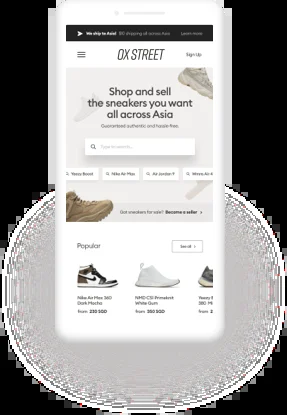 We ship to Asia! $10 shipping all across Asia Learn more
OX STREET
Sign Up
Shop and sell
the sneakers you want
all across Asia
Guaranteed authentic and hassle-free.
Type to search...
Yeezy Boost
Nike Air Max
Air Jordan 1
Got sneakers for sale? Become a seller
Popular
See all
Nike Air Max 360
Dark Mocha
from 230 SGD
NMD CS1 Primeknit
White Gum
from 350 SGD
Yeezy B
380 Mi
from 2